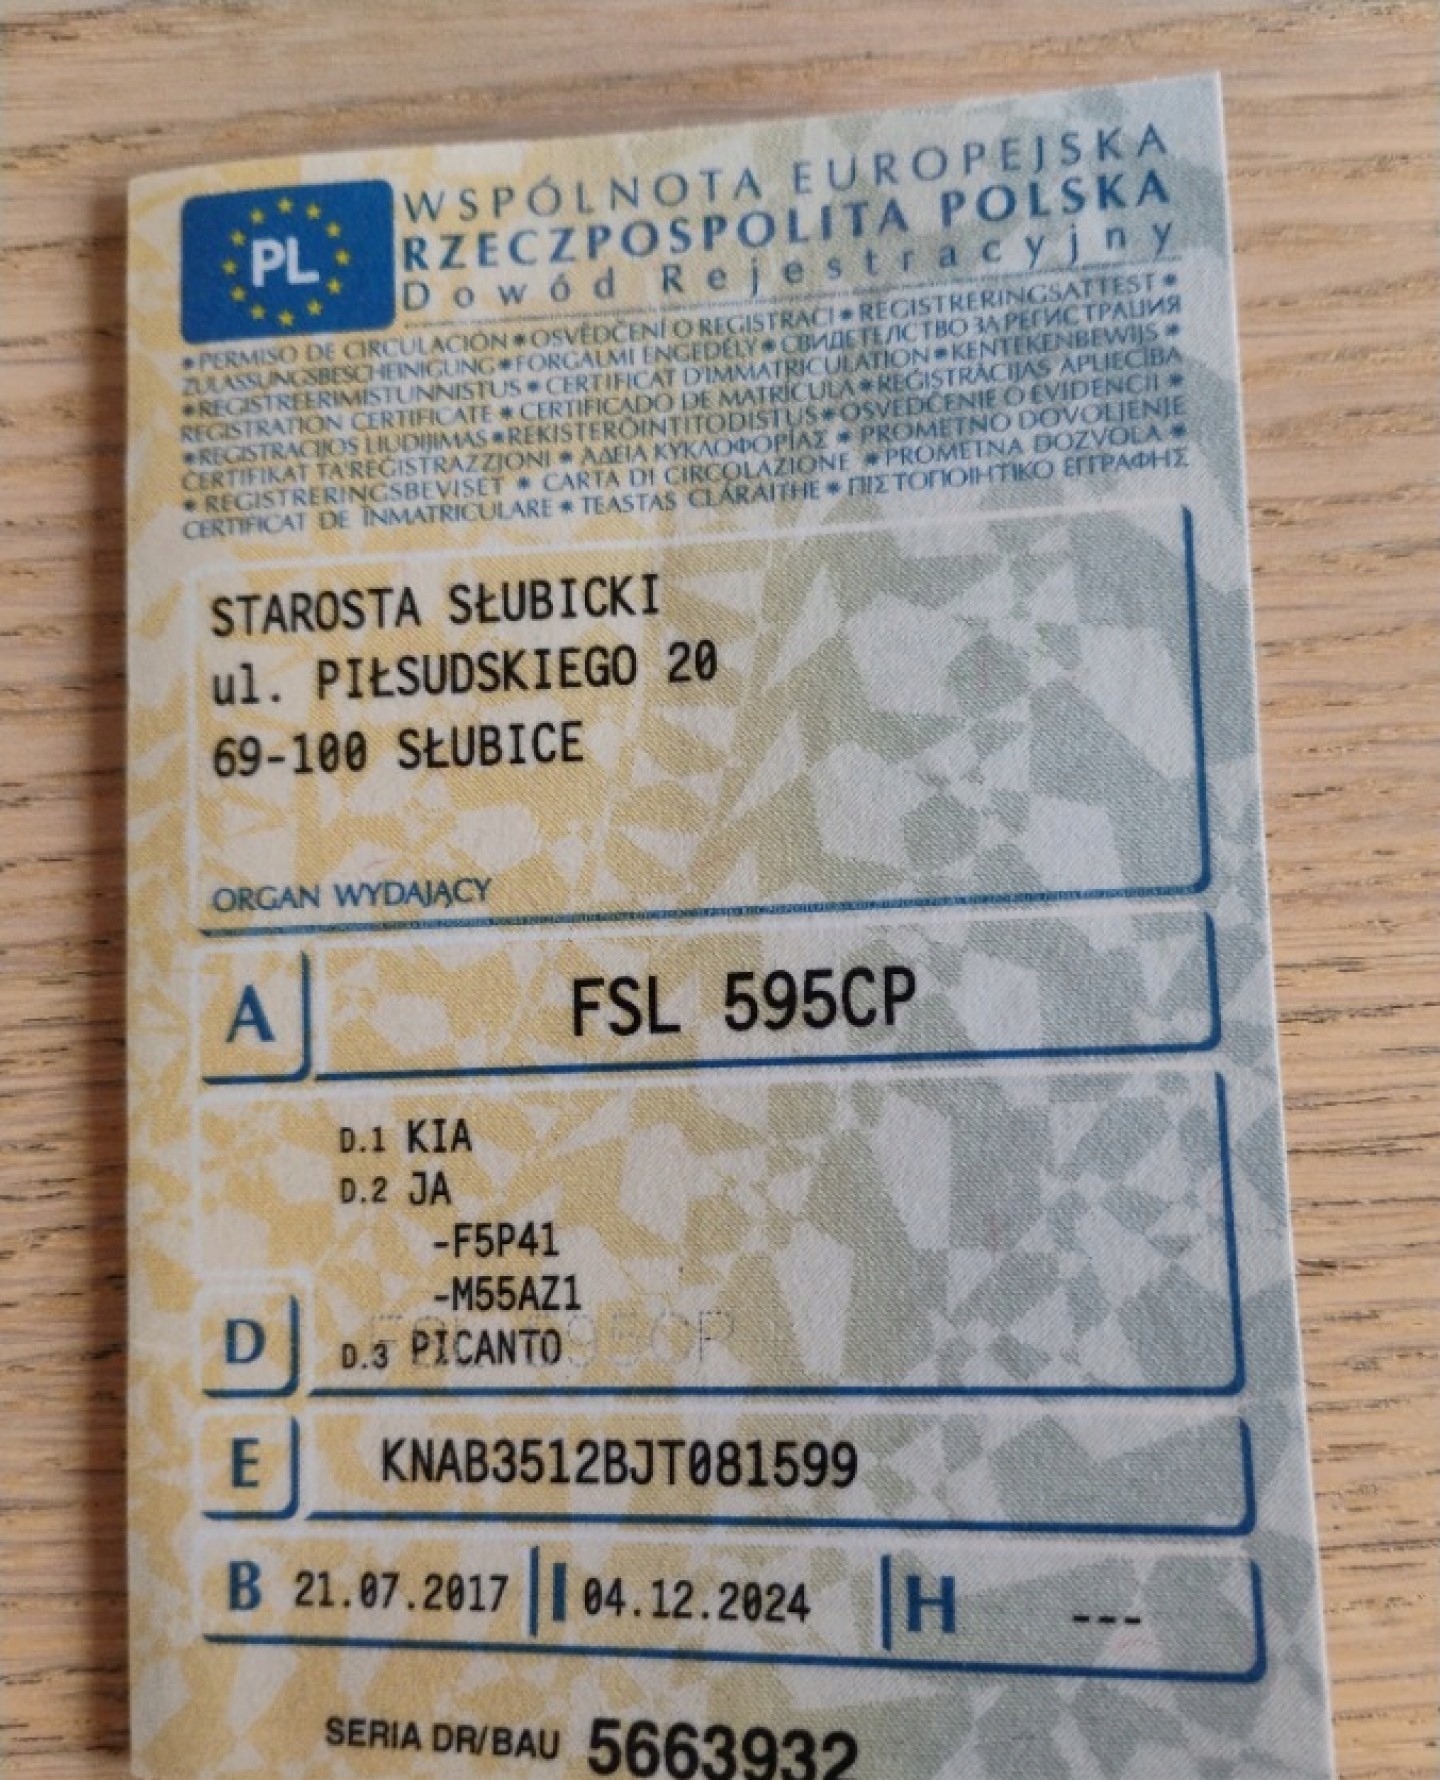 PL
WSPÓLNOTA EUROPEJSKA
RZECZPOSPOLITA POLSKA
Dowód Rejestracyjny
*PERMISO DE CIRCULACIÓN*OSVĚDČENÍ O REGISTRACI*REGISTRERINGSATTEST*
ZULASSUNGSBESCHEINIGUNG*FORGALMI ENGEDÉLY*СВИДЕТЕЛСТВО ЗА РЕГИСТРАЦИЯ
*REGISTREERIMISTUNNISTUS*CERTIFICAT D'IMMATRICULATION*KENTEKENBEWIJS*
REGISTRATION CERTIFICATE*CERTIFICADO DE MATRÍCULA*REĢISTRĀCIJAS APLIECĪBA
*REGISTRACIJOS LIUDIJIMAS*REKISTERÖINTITODISTUS*OSVEDČENIE O EVIDENCII*
CERTIFIKAT TA'REĠISTRAZZJONI*ΑΔΕΙΑ ΚΥΚΛΟΦΟΡΊΑΣ*PROMETNO DOVOLJENJE
*REGISTRERINGSBEVISET*CARTA DI CIRCOLAZIONE*PROMETNA DOZVOLA*
CERTIFICAT DE ÎNMATRICULARE*TEASTAS CLÁRAITHE*ΠΙΣΤΟΠΟΙΗΤΙΚΟ ΕΓΓΡΑΦΗΣ
STAROSTA SŁUBICKI
ul. PIŁSUDSKIEGO 20
69-100 SŁUBICE
ORGAN WYDAJĄCY
A FSL 595CP
D.1 KIA
D.2 JA
-F5P41
-M55AZ1
D D.3 PICANTO
FSL 595CP
E KNAB3512BJT081599
B 21.07.2017 I 04.12.2024 H ---
SERIA DR/BAU 5663932